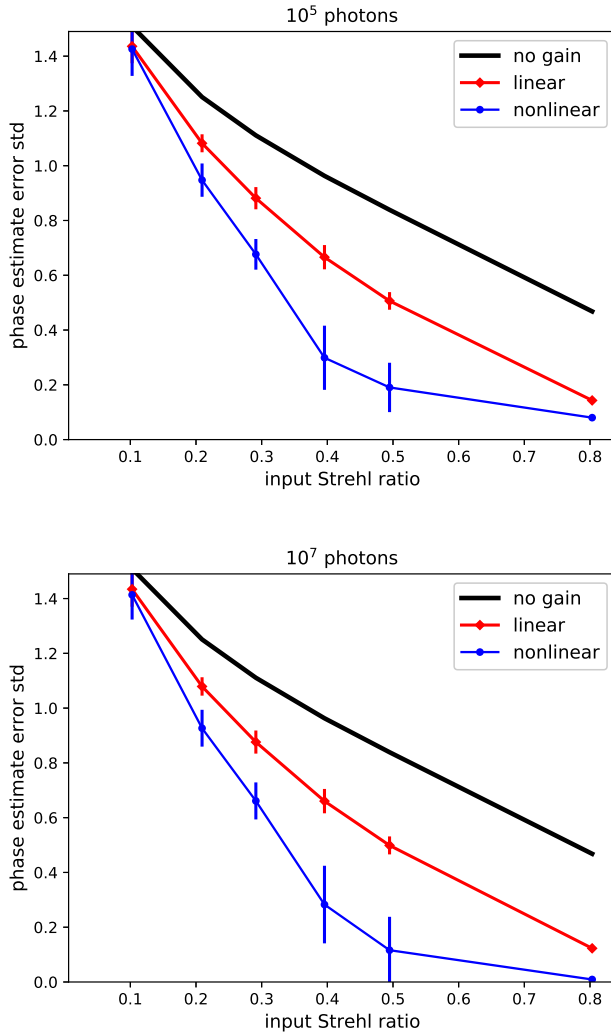 10⁵ photons
1.4
1.2
1.0
0.8
0.6
0.4
0.2
0.0
phase estimate error std
no gain
linear
nonlinear
0.1 0.2 0.3 0.4 0.5 0.6 0.7 0.8
input Strehl ratio
10⁷ photons
1.4
1.2
1.0
0.8
0.6
0.4
0.2
0.0
phase estimate error std
no gain
linear
nonlinear
0.1 0.2 0.3 0.4 0.5 0.6 0.7 0.8
input Strehl ratio